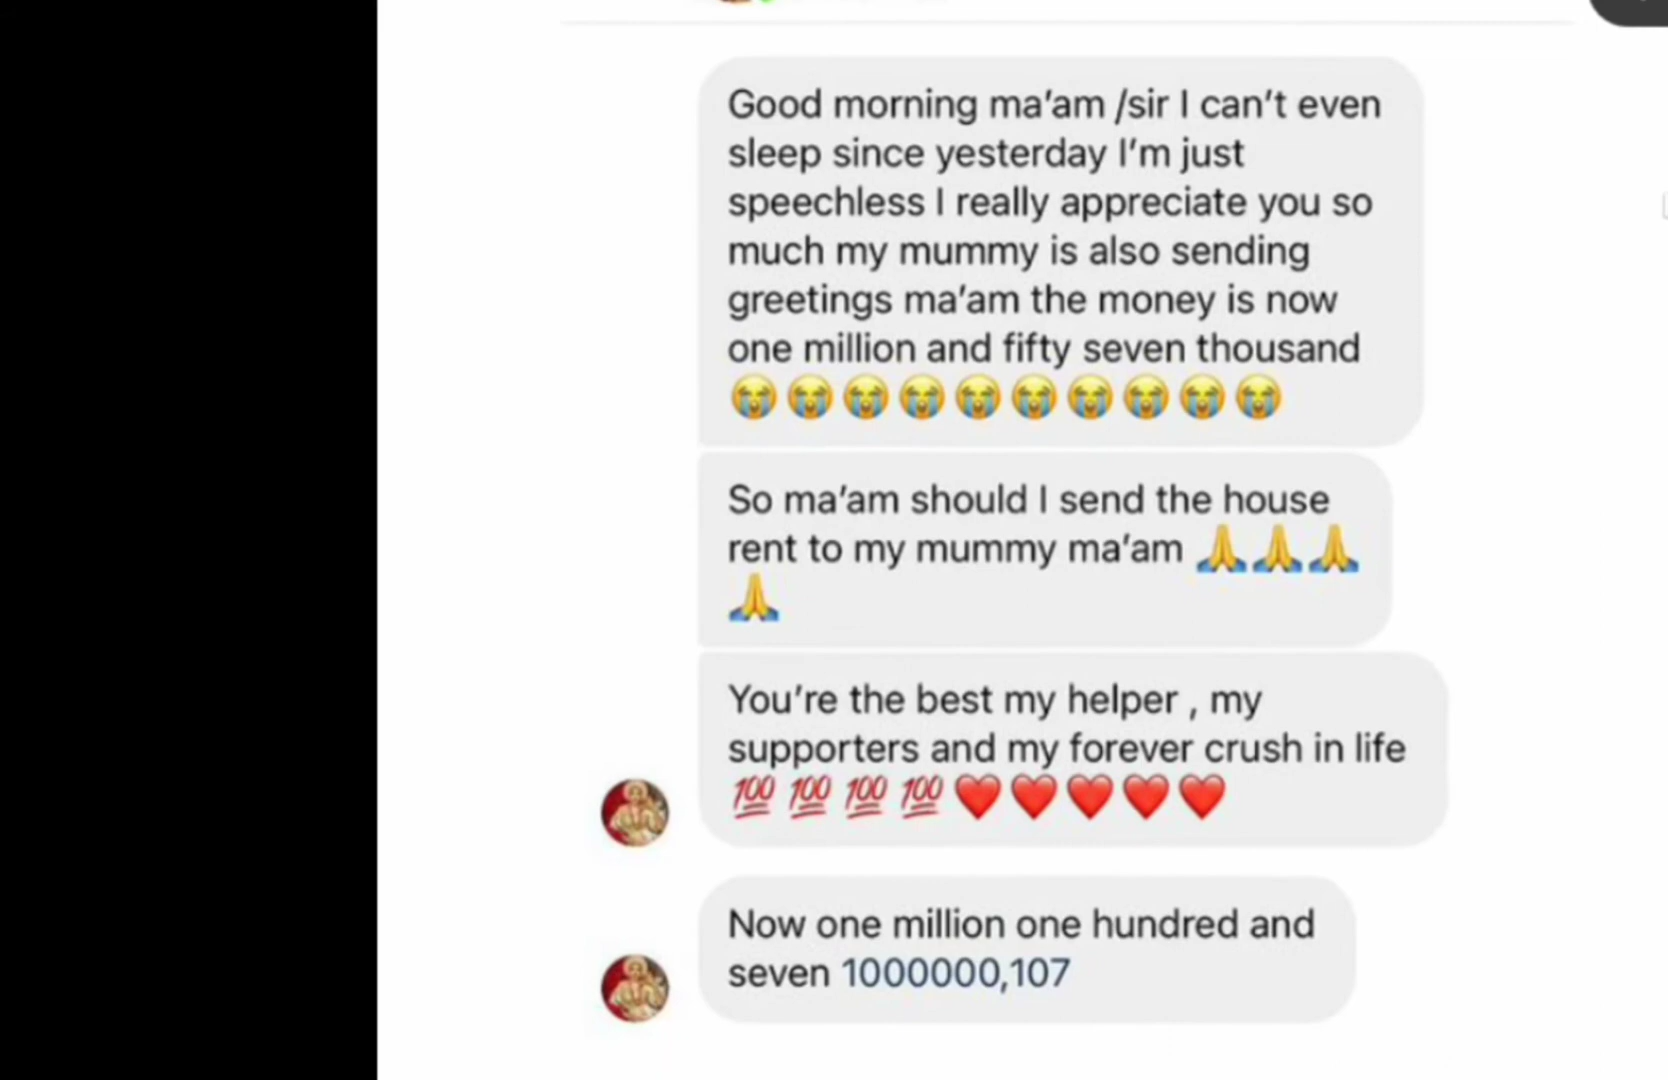 Good morning ma’am /sir I can’t even
sleep since yesterday I’m just
speechless I really appreciate you so
much my mummy is also sending
greetings ma’am the money is now
one million and fifty seven thousand
😭😭😭😭😭😭😭😭😭😭
So ma’am should I send the house
rent to my mummy ma’am 🙏🙏🙏
🙏
You’re the best my helper , my
supporters and my forever crush in life
💯💯💯💯❤️❤️❤️❤️❤️
Now one million one hundred and
seven 1000000,107